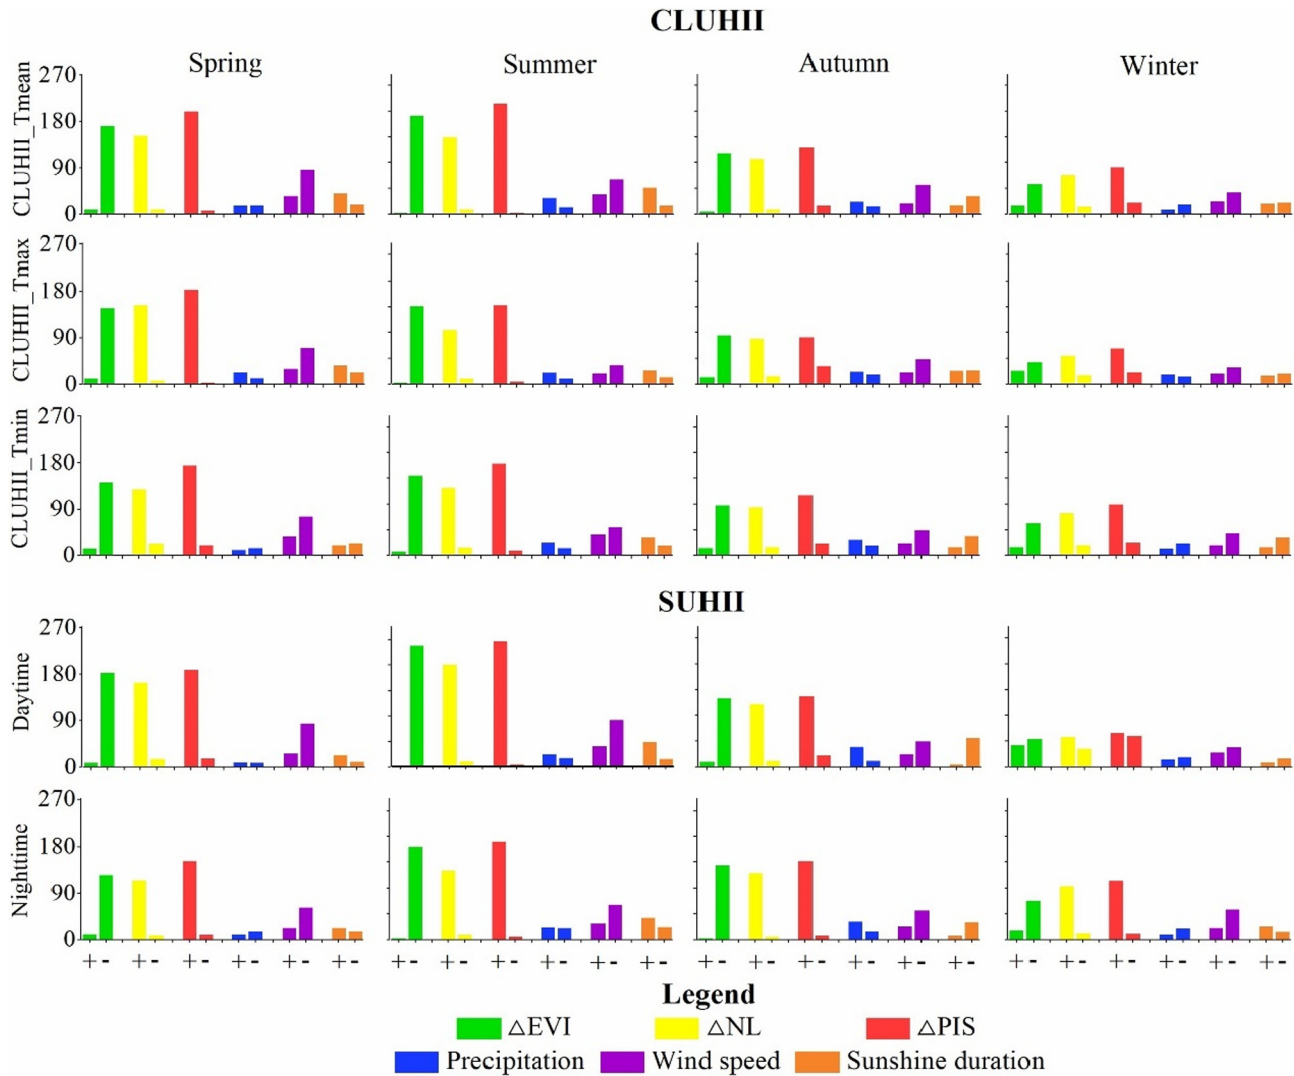 CLUHII
Spring Summer Autumn Winter
CLUHII_Tmean
270
180
90
0
CLUHII_Tmax
270
180
90
0
CLUHII_Tmin
270
180
90
0
SUHII
Daytime
270
180
90
0
Nighttime
270
180
90
0
+ - + - + - + - + - + - + - + - + - + - + - + - + - + - + - + - + - + - + - + - + - + - + - + -
Legend
△EVI △NL △PIS
Precipitation Wind speed Sunshine duration